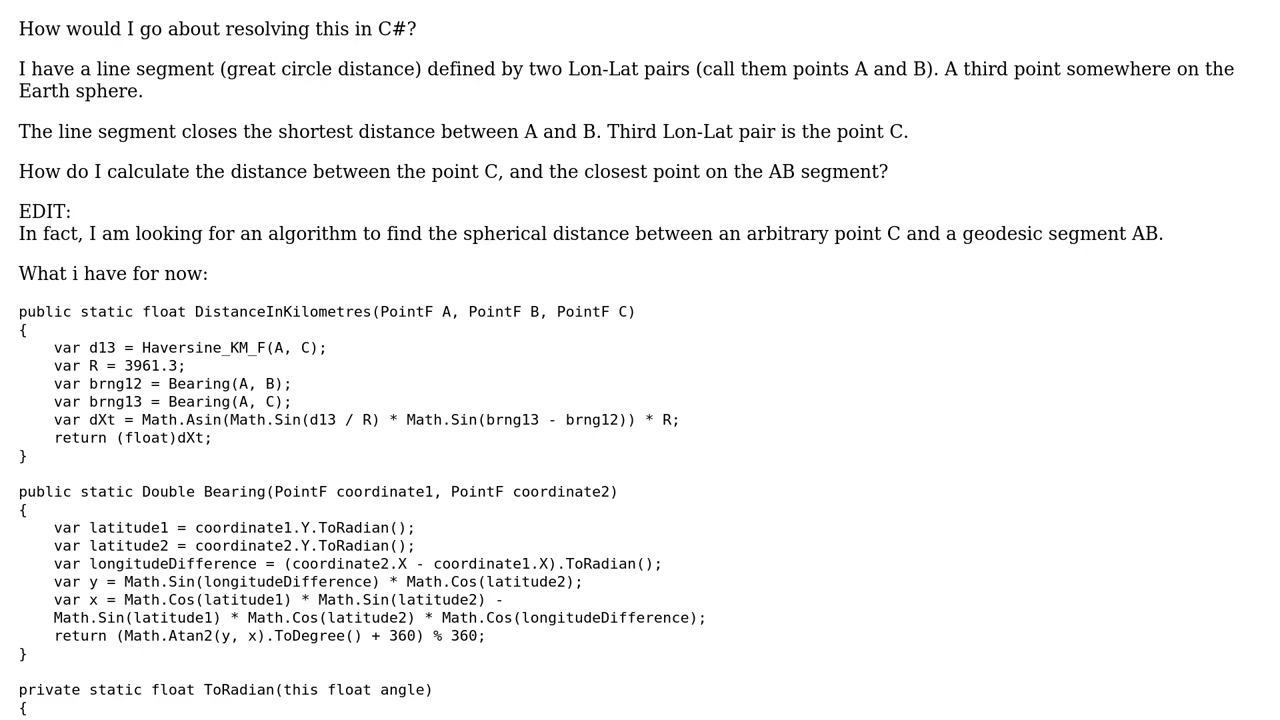 How would I go about resolving this in C#?
I have a line segment (great circle distance) defined by two Lon-Lat pairs (call them points A and B). A third point somewhere on the
Earth sphere.
The line segment closes the shortest distance between A and B. Third Lon-Lat pair is the point C.
How do I calculate the distance between the point C, and the closest point on the AB segment?
EDIT:
In fact, I am looking for an algorithm to find the spherical distance between an arbitrary point C and a geodesic segment AB.
What i have for now:
public static float DistanceInKilometres(PointF A, PointF B, PointF C)
{
    var d13 = Haversine_KM_F(A, C);
    var R = 3961.3;
    var brng12 = Bearing(A, B);
    var brng13 = Bearing(A, C);
    var dXt = Math.Asin(Math.Sin(d13 / R) * Math.Sin(brng13 - brng12)) * R;
    return (float)dXt;
}
public static Double Bearing(PointF coordinate1, PointF coordinate2)
{
    var latitude1 = coordinate1.Y.ToRadian();
    var latitude2 = coordinate2.Y.ToRadian();
    var longitudeDifference = (coordinate2.X - coordinate1.X).ToRadian();
    var y = Math.Sin(longitudeDifference) * Math.Cos(latitude2);
    var x = Math.Cos(latitude1) * Math.Sin(latitude2) -
    Math.Sin(latitude1) * Math.Cos(latitude2) * Math.Cos(longitudeDifference);
    return (Math.Atan2(y, x).ToDegree() + 360) % 360;
}
private static float ToRadian(this float angle)
{